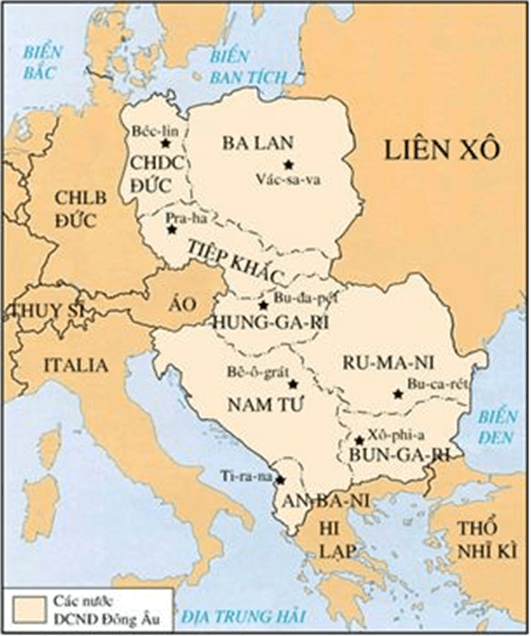 BIỂN
BẮC
BIỂN
BAN TÍCH
Béc-lin
CHDC
ĐỨC
BA LAN
Vác-sa-va
LIÊN XÔ
CHLB
ĐỨC
Pra-ha
TIỆP KHẮC
THUỴ SĨ
ÁO
Bu-đa-pét
HUNG-GA-RI
ITALIA
RU-MA-NI
Bê-ô-grát
NAM TƯ
Bu-ca-rét
BIỂN
ĐEN
Xô-phi-a
BUN-GA-RI
Ti-ra-na
AN-BA-NI
HI
LẠP
THỔ
NHĨ KÌ
Các nước
DCND Đông Âu
ĐỊA TRUNG HẢI